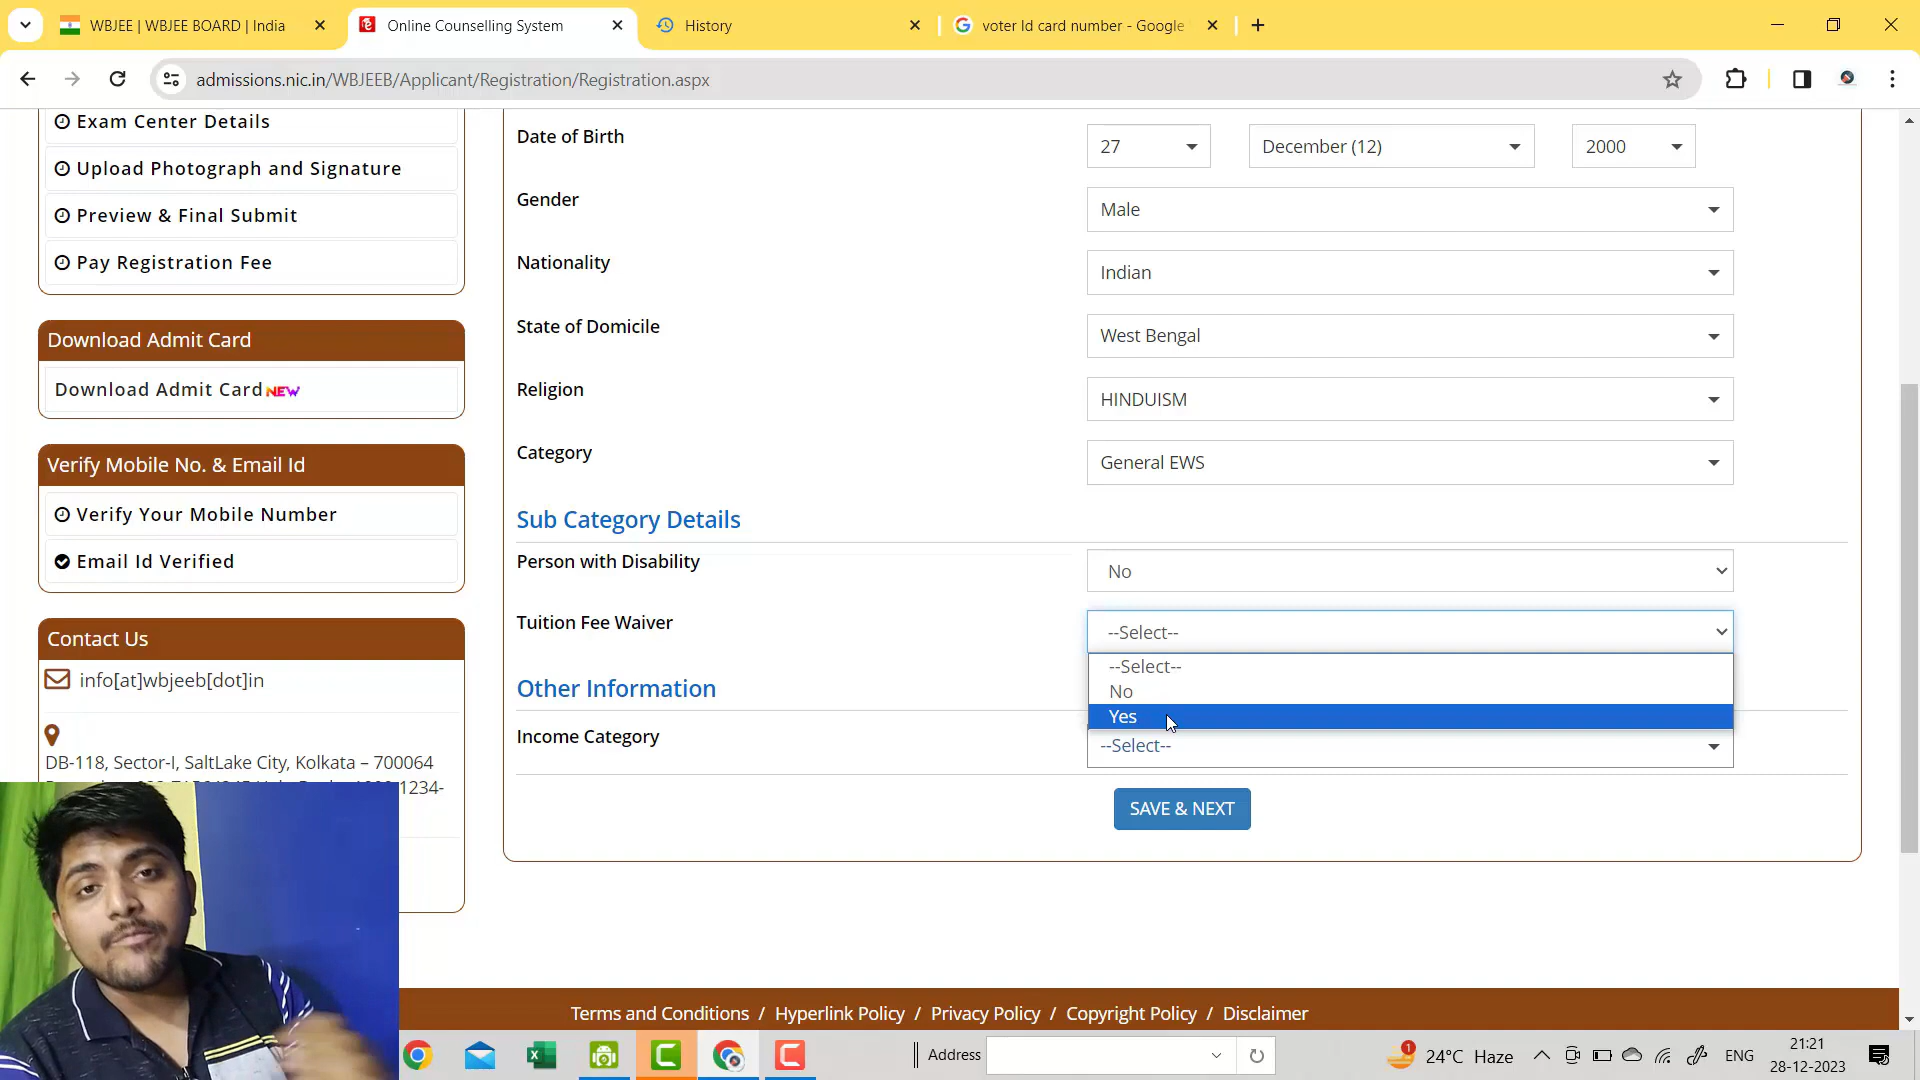 WBJEE | WBJEE BOARD | India
Online Counselling System
History
voter Id card number - Google
admissions.nic.in/WBJEEB/Applicant/Registration/Registration.aspx
Exam Center Details
Upload Photograph and Signature
Preview & Final Submit
Pay Registration Fee
Download Admit Card
Download Admit Card NEW
Verify Mobile No. & Email Id
Verify Your Mobile Number
Email Id Verified
Contact Us
info[at]wbjeeb[dot]in
DB-118, Sector-I, SaltLake City, Kolkata – 700064
1234-
Date of Birth
27
December (12)
2000
Gender
Male
Nationality
Indian
State of Domicile
West Bengal
Religion
HINDUISM
Category
General EWS
Sub Category Details
Person with Disability
No
Tuition Fee Waiver
--Select--
--Select--
No
Yes
Other Information
Income Category
--Select--
SAVE & NEXT
Terms and Conditions / Hyperlink Policy / Privacy Policy / Copyright Policy / Disclaimer
Address
1
24°C Haze
ENG
21:21
28-12-2023